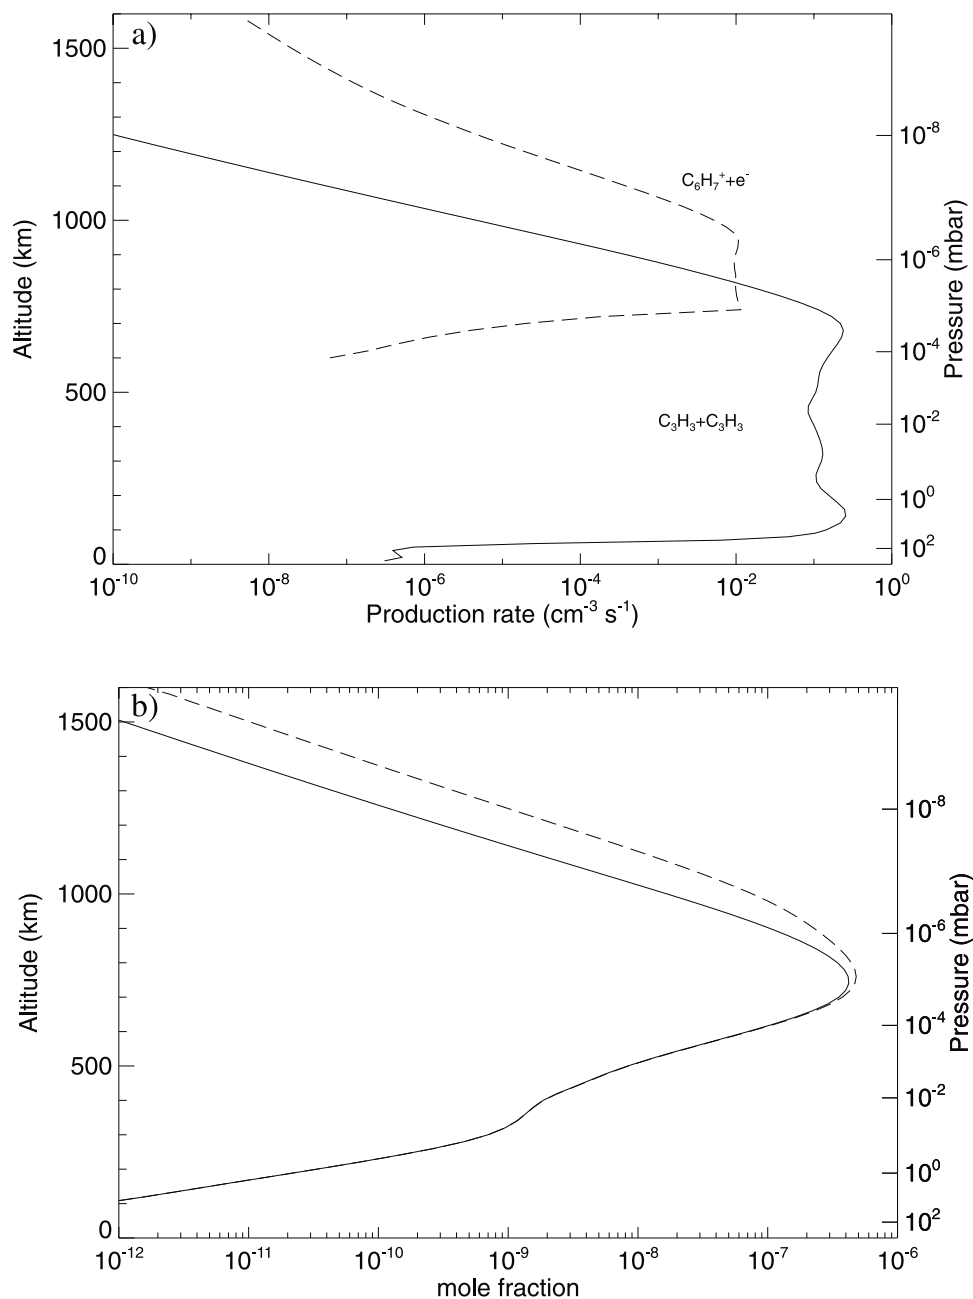 a)
1500
1000
500
0
Altitude (km)
C₆H₇⁺+e⁻
C₃H₃+C₃H₃
10⁻⁸
10⁻⁶
10⁻⁴
10⁻²
10⁰
10²
Pressure (mbar)
10⁻¹⁰ 10⁻⁸ 10⁻⁶ 10⁻⁴ 10⁻² 10⁰
Production rate (cm⁻³ s⁻¹)
b)
1500
1000
500
0
Altitude (km)
10⁻⁸
10⁻⁶
10⁻⁴
10⁻²
10⁰
10²
Pressure (mbar)
10⁻¹² 10⁻¹¹ 10⁻¹⁰ 10⁻⁹ 10⁻⁸ 10⁻⁷ 10⁻⁶
mole fraction